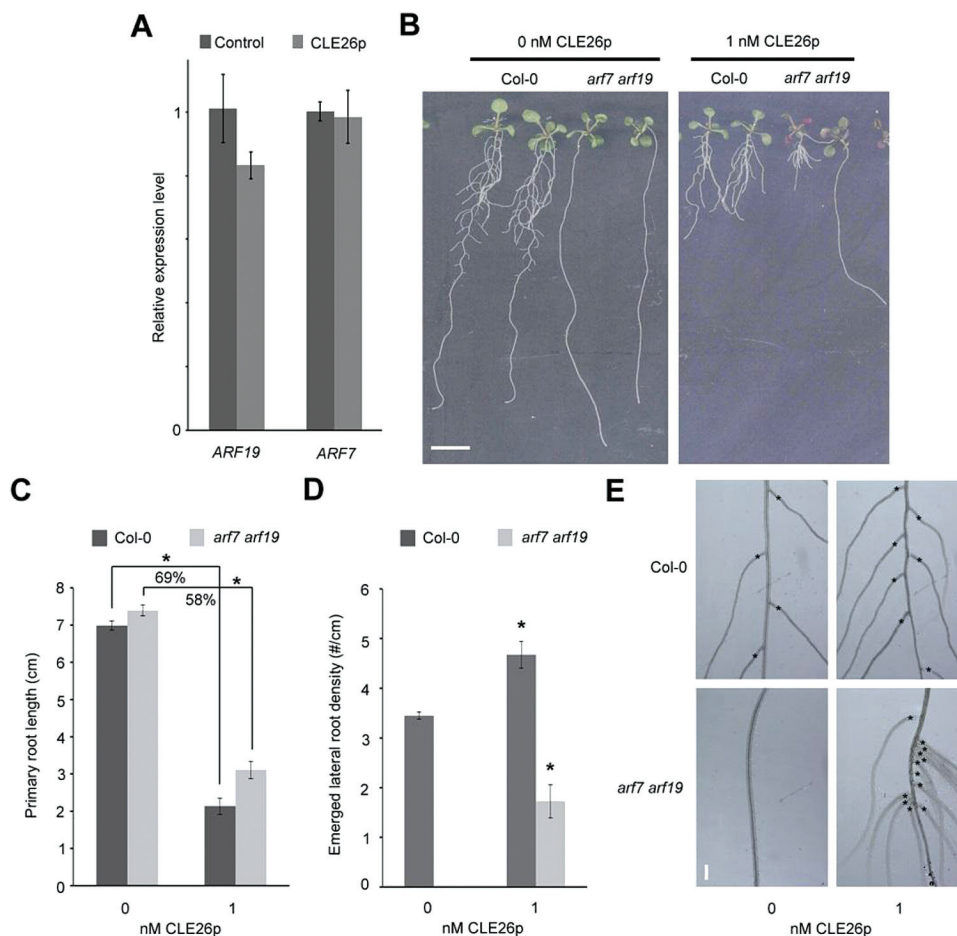 A
Control CLE26p
Relative expression level
1
0
ARF19 ARF7
B
0 nM CLE26p 1 nM CLE26p
Col-0 arf7 arf19 Col-0 arf7 arf19
C
Col-0 arf7 arf19
* 
69% *
58%
Primary root length (cm)
8
7
6
5
4
3
2
1
0
0 1
nM CLE26p
D
Col-0 arf7 arf19
Emerged lateral root density (#/cm)
6
5
4
3
2
1
0
*
*
0 1
nM CLE26p
E
Col-0
arf7 arf19
0 1
nM CLE26p